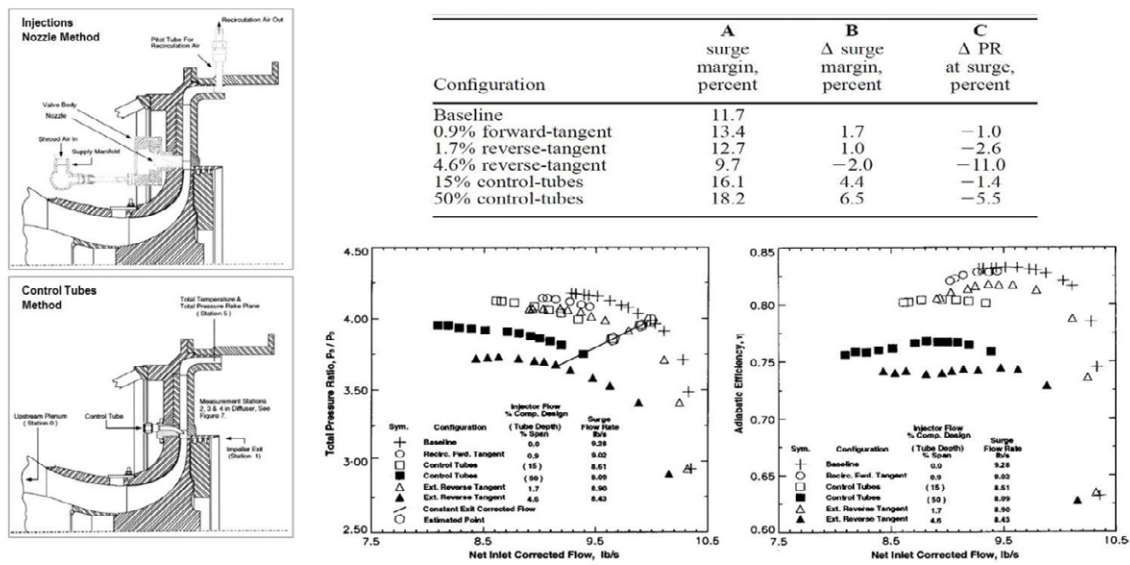 Injections
Nozzle Method
Recirculation Air Out
Pitot Tube For
Recirculation Air
Valve Body
Nozzle
Shroud Air In
Supply Manifold
Control Tubes
Method
Total Temperature &
Total Pressure Rake Plane
( Station 5 )
Upstream Plenum
( Station 0 )
Control Tube
Measurement Stations
2, 3 & 4 in Diffuser, See
Figure 7.
Impeller Exit
(Station 1)
A B C
surge Δ surge Δ PR
margin, margin, at surge,
Configuration percent percent percent
Baseline 11.7
0.9% forward-tangent 13.4 1.7 −1.0
1.7% reverse-tangent 12.7 1.0 −2.6
4.6% reverse-tangent 9.7 −2.0 −11.0
15% control-tubes 16.1 4.4 −1.4
50% control-tubes 18.2 6.5 −5.5
Total Pressure Ratio, P₅ / P₀
4.50
4.00
3.50
3.00
2.50
7.5 8.5 9.5 10.5
Net Inlet Corrected Flow, lb/s
Injector Flow
% Comp. Design Surge
Sym. Configuration ( Tube Depth) Flow Rate
% Span lb/s
Baseline 0.0 9.28
Recirc. Fwd. Tangent 0.9 9.02
Control Tubes ( 15 ) 8.61
Control Tubes ( 50 ) 8.09
Ext. Reverse Tangent 1.7 8.90
Ext. Reverse Tangent 4.6 8.43
Constant Exit Corrected Flow
Estimated Point
Adiabatic Efficiency, η
0.85
0.80
0.75
0.70
0.65
0.60
7.5 8.5 9.5 10.5
Net Inlet Corrected Flow, lb/s
Injector Flow
% Comp. Design Surge
Sym. Configuration ( Tube Depth) Flow Rate
% Span lb/s
Baseline 0.0 9.28
Recirc. Fwd. Tangent 0.9 9.02
Control Tubes ( 15 ) 8.61
Control Tubes ( 50 ) 8.09
Ext. Reverse Tangent 1.7 8.90
Ext. Reverse Tangent 4.6 8.43